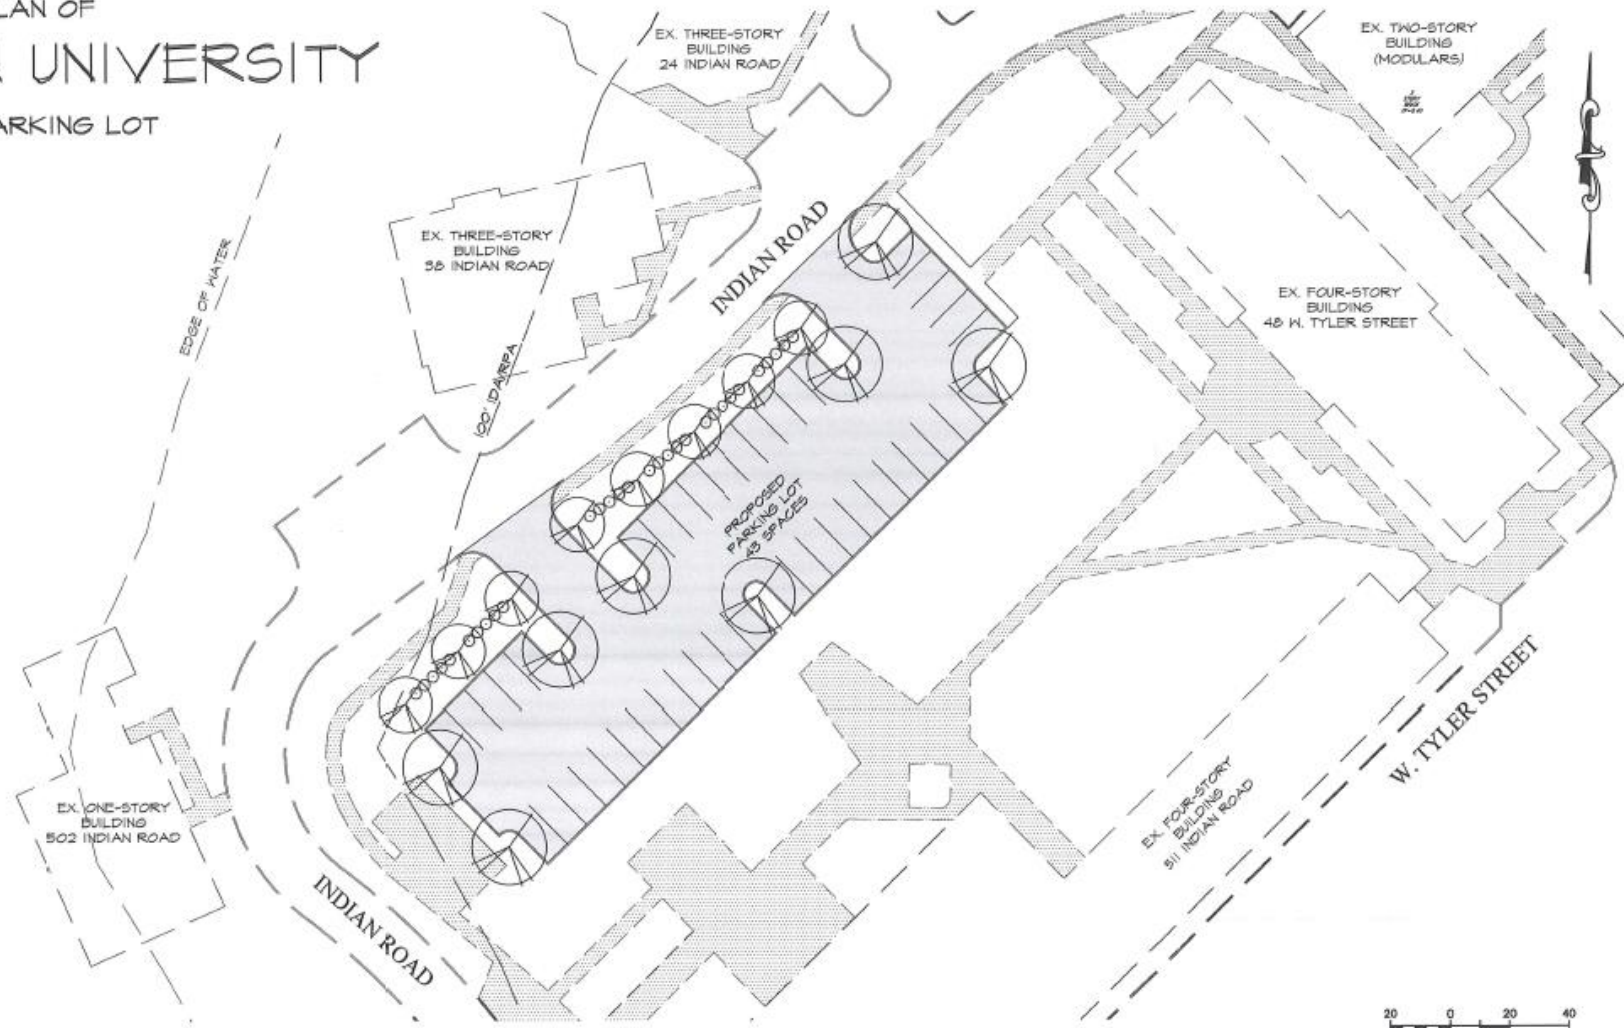 LAN OF
UNIVERSITY
ARKING LOT
EX. THREE-STORY
BUILDING
24 INDIAN ROAD
EX. TWO-STORY
BUILDING
(MODULARS)
EX. THREE-STORY
BUILDING
38 INDIAN ROAD
INDIAN ROAD
EDGE OF WATER
EX. FOUR-STORY
BUILDING
48 W. TYLER STREET
PROPOSED
PARKING LOT
43 SPACES
EX. ONE-STORY
BUILDING
502 INDIAN ROAD
INDIAN ROAD
EX. FOUR-STORY
BUILDING
511 INDIAN ROAD
W. TYLER STREET
20 0 20 40